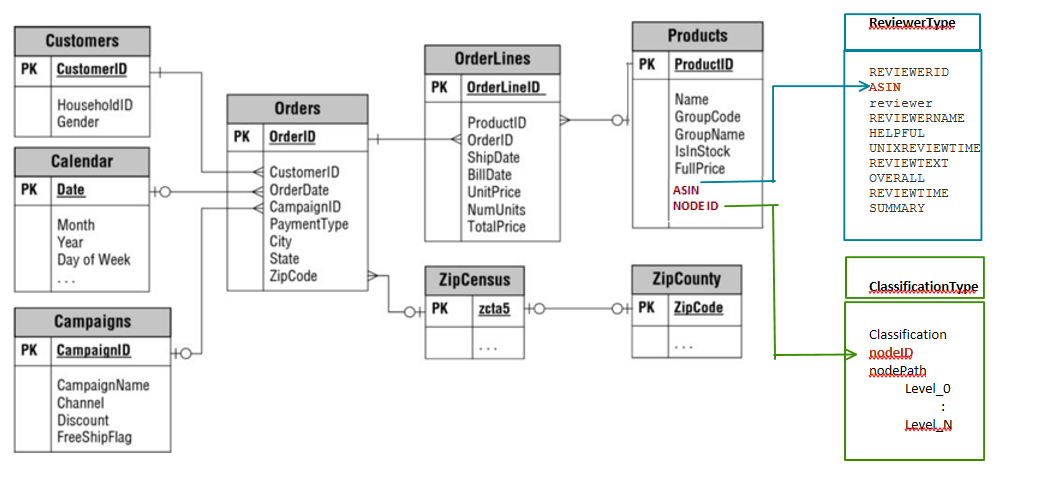 Customers
PK CustomerID
HouseholdID
Gender
Calendar
PK Date
Month
Year
Day of Week
. . .
Campaigns
PK CampaignID
CampaignName
Channel
Discount
FreeShipFlag
Orders
PK OrderID
CustomerID
OrderDate
CampaignID
PaymentType
City
State
ZipCode
OrderLines
PK OrderLineID
ProductID
OrderID
ShipDate
BillDate
UnitPrice
NumUnits
TotalPrice
ZipCensus
PK zcta5
. . .
Products
PK ProductID
Name
GroupCode
GroupName
IsInStock
FullPrice
ASIN
NODE ID
ZipCounty
PK ZipCode
. . .
ReviewerType
REVIEWERID
ASIN
reviewer
REVIEWERNAME
HELPFUL
UNIXREVIEWTIME
REVIEWTEXT
OVERALL
REVIEWTIME
SUMMARY
ClassificationType
Classification
nodeID
nodePath
Level_0
:
Level_N